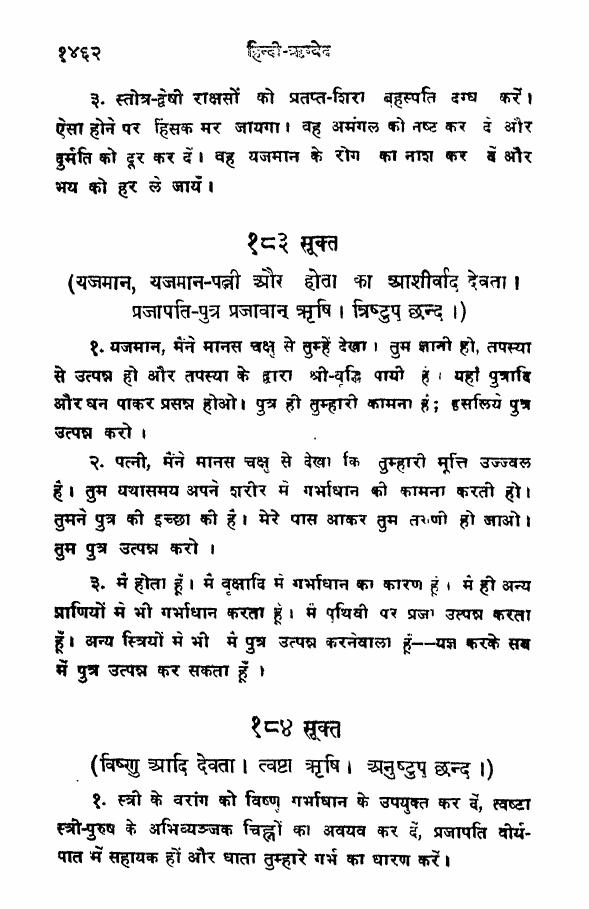 १४६२ हिन्दी-ऋग्वेद
३. स्तोत्र-द्वेषी राक्षसों को प्रतप्त-शिरा बहस्पति दग्ध करें।
ऐसा होने पर हिंसक मर जायगा। वह अमंगल को नष्ट कर दें और
दुर्मति को दूर कर दें। वह यजमान के रोग का नाश कर दें और
भय को हर ले जायँ।
१८३ सूक्त
(यजमान, यजमान-पत्नी और होता का आशीर्वाद देवता।
प्रजापति-पुत्र प्रजावान् ऋषि। त्रिष्टुप् छन्द।)
१. यजमान, मैंने मानस चक्षु से तुम्हें देखा। तुम ज्ञानी हो, तपस्या
से उत्पन्न हो और तपस्या के द्वारा श्री-वृद्धि पायी है। यहाँ पुत्रादि
और धन पाकर प्रसन्न होओ। पुत्र ही तुम्हारी कामना है; इसलिये पुत्र
उत्पन्न करो।
२. पत्नी, मैंने मानस चक्षु से देखा कि तुम्हारी मूर्त्ति उज्ज्वल
है। तुम यथासमय अपने शरीर में गर्भाधान की कामना करती हो।
तुमने पुत्र की इच्छा की है। मेरे पास आकर तुम तरुणी हो जाओ।
तुम पुत्र उत्पन्न करो।
३. मैं होता हूँ। मैं वृक्षादि में गर्भाधान का कारण हूँ। मैं ही अन्य
प्राणियों में भी गर्भाधान करता हूँ। मैं पृथिवी पर प्रजा उत्पन्न करता
हूँ। अन्य स्त्रियों में भी मैं पुत्र उत्पन्न करनेवाला हूँ--यज्ञ करके सब
में पुत्र उत्पन्न कर सकता हूँ।
१८४ सूक्त
(विष्णु आदि देवता। त्वष्टा ऋषि। अनुष्टुप् छन्द।)
१. स्त्री के वरांग को विष्णु गर्भाधान के उपयुक्त कर दें, त्वष्टा
स्त्री-पुरुष के अभिव्यञ्जक चिह्नों का अवयव कर दें, प्रजापति वीर्य-
पात में सहायक हों और धाता तुम्हारे गर्भ का धारण करें।